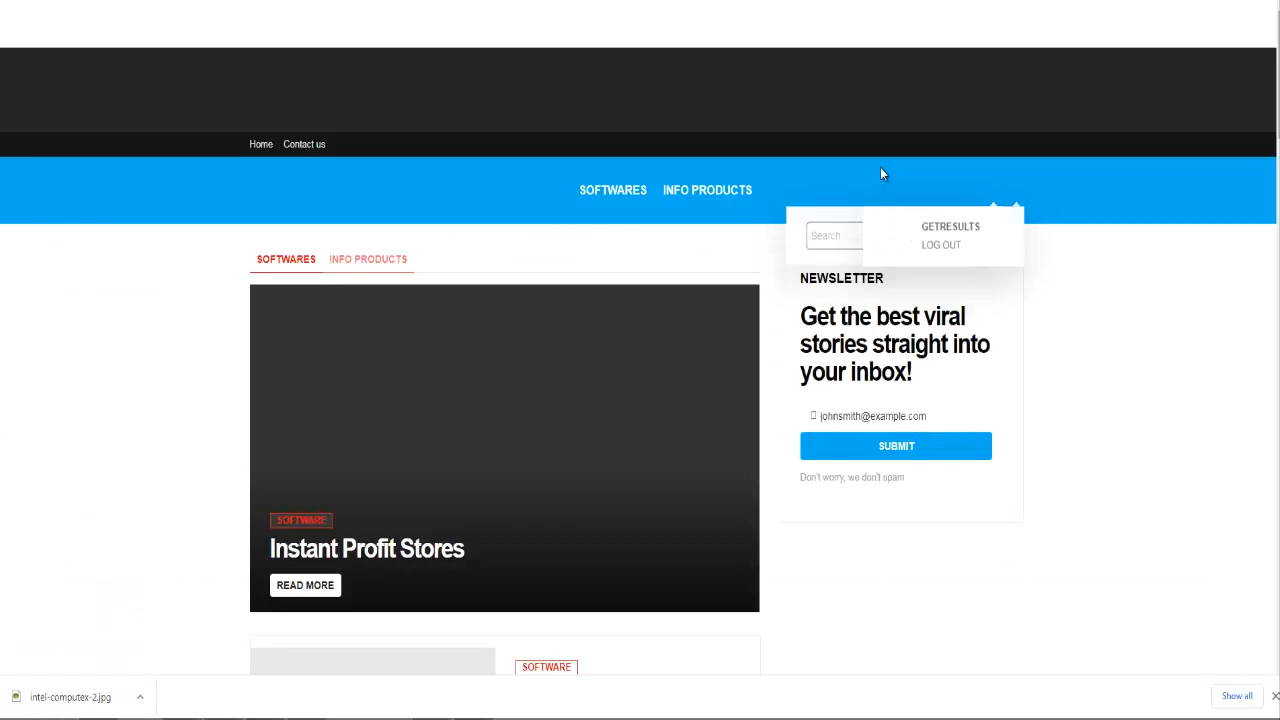 Home Contact us
SOFTWARES INFO PRODUCTS
Search
GETRESULTS
LOG OUT
SOFTWARES INFO PRODUCTS
SOFTWARE
Instant Profit Stores
READ MORE
NEWSLETTER
Get the best viral
stories straight into
your inbox!
johnsmith@example.com
SUBMIT
Don't worry, we don't spam
SOFTWARE
intel-computex-2.jpg
Show all